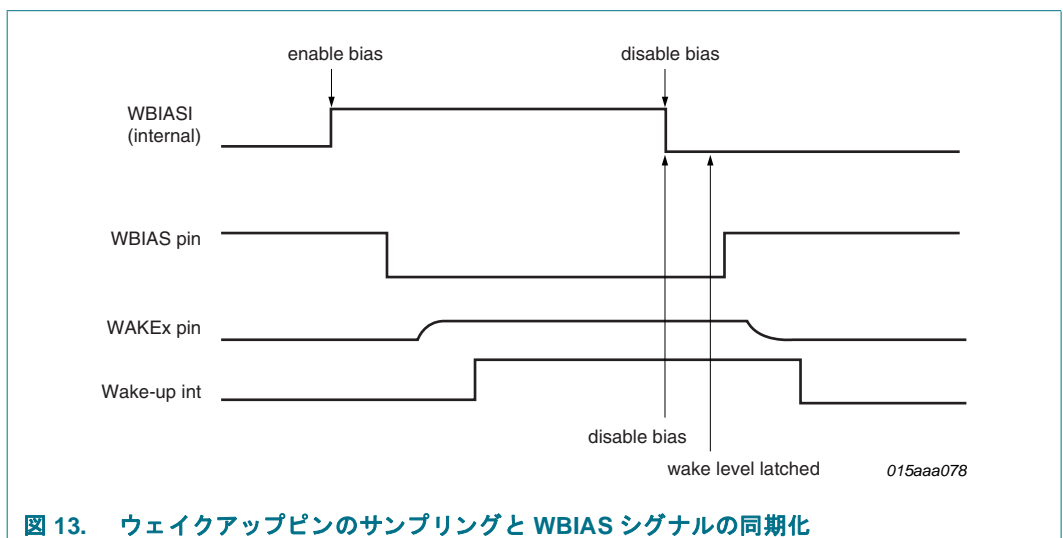 enable bias
disable bias
WBIASI
(internal)
WBIAS pin
WAKEx pin
Wake-up int
disable bias
wake level latched
015aaa078
図 13. ウェイクアップピンのサンプリングと WBIAS シグナルの同期化